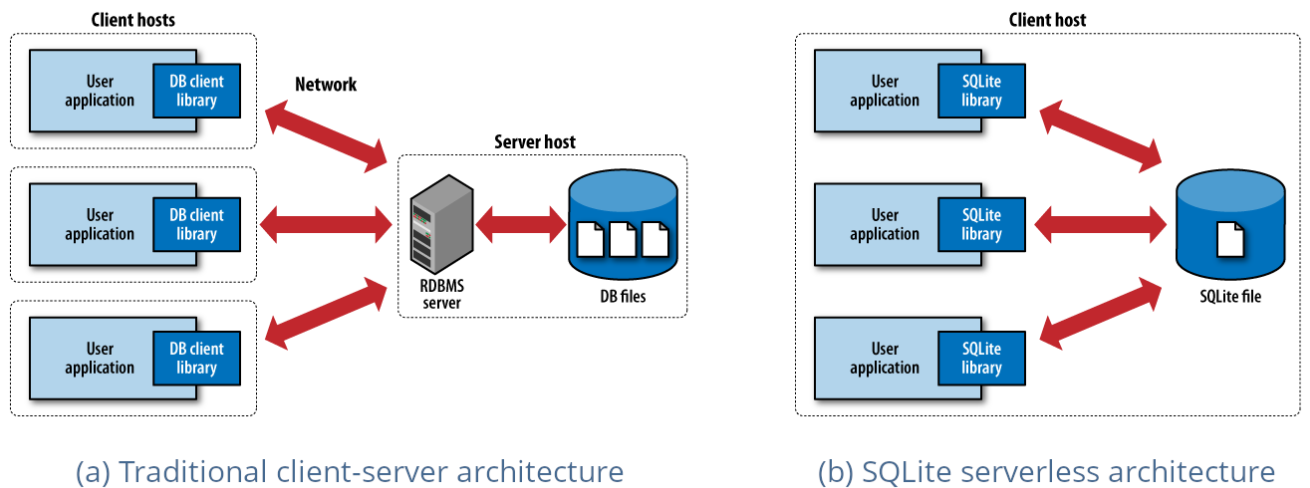 Client hosts
User
application
DB client
library
Network
User
application
DB client
library
User
application
DB client
library
Server host
RDBMS
server
DB files
(a) Traditional client-server architecture
Client host
User
application
SQLite
library
User
application
SQLite
library
User
application
SQLite
library
SQLite file
(b) SQLite serverless architecture